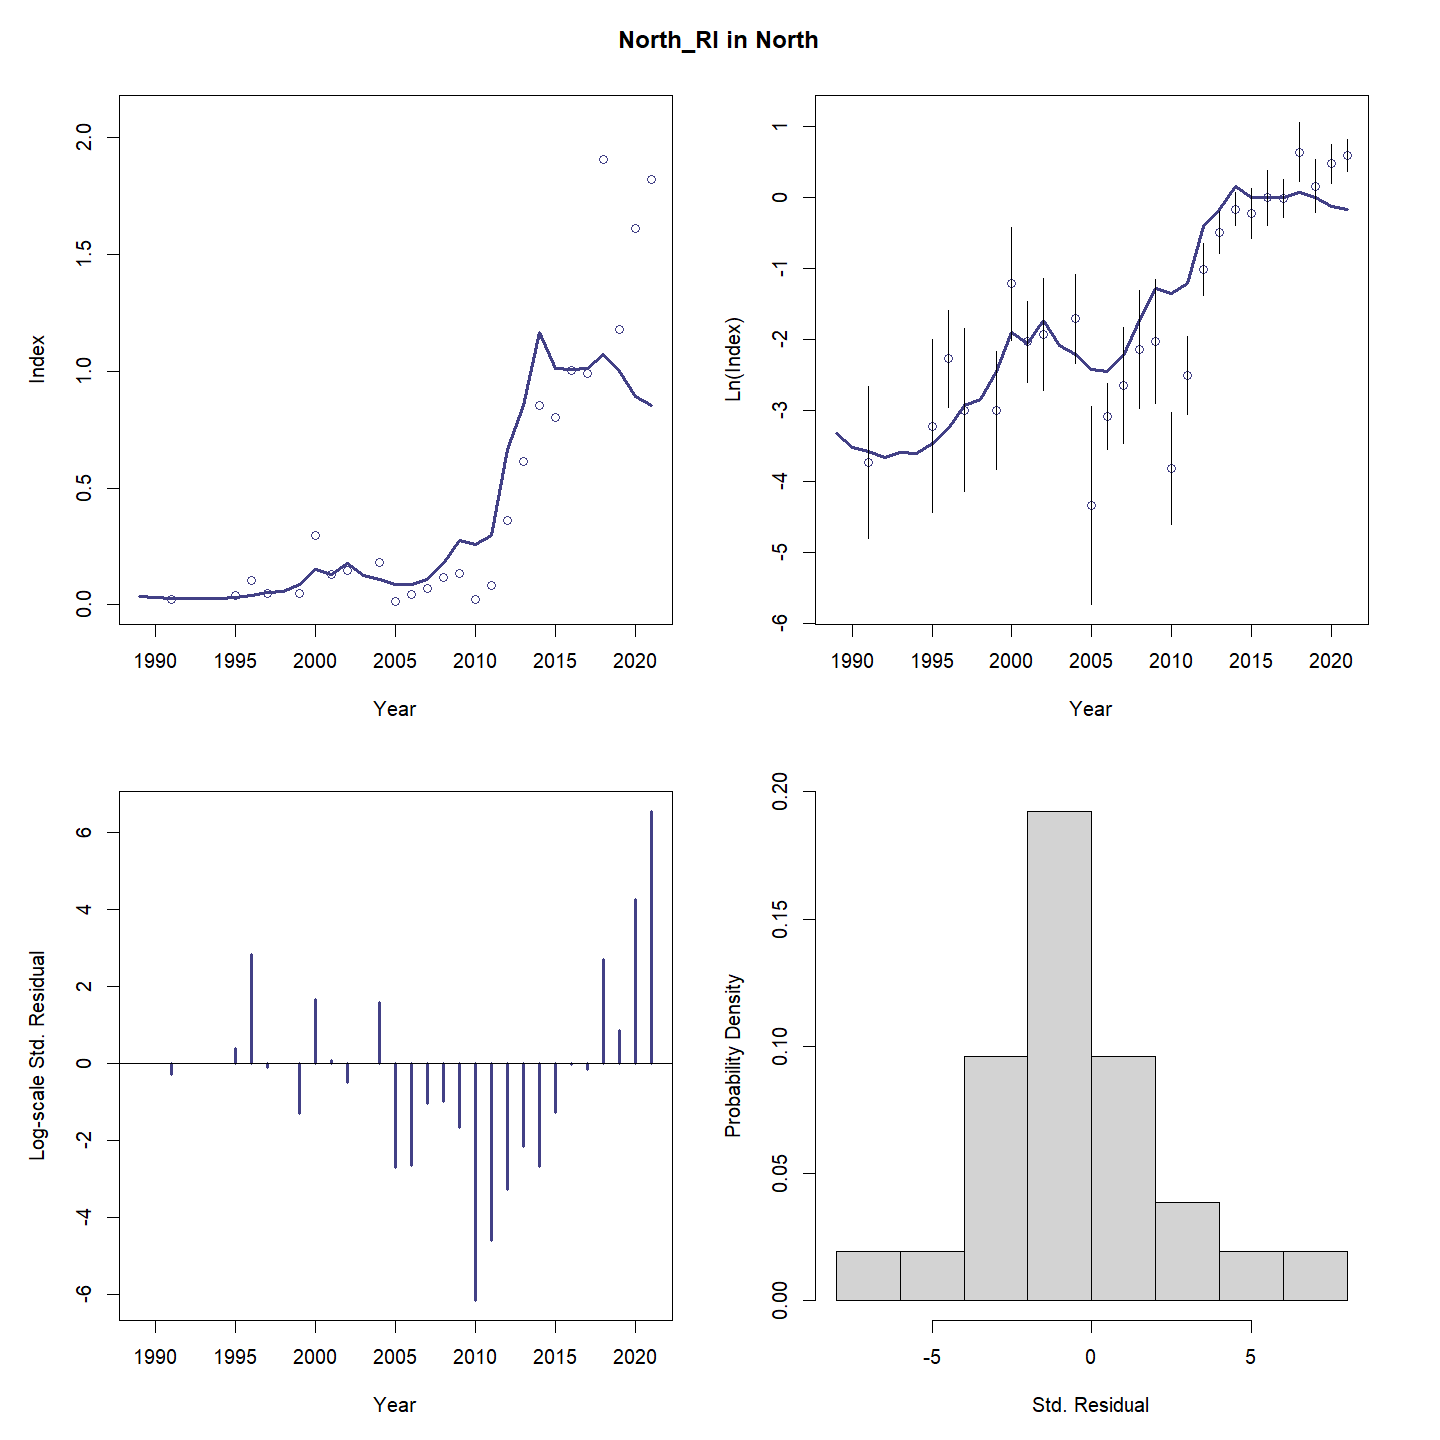 North_RI in North
Index
2.0
1.5
1.0
0.5
0.0
1990 1995 2000 2005 2010 2015 2020
Year
Ln(Index)
1
0
-1
-2
-3
-4
-5
-6
1990 1995 2000 2005 2010 2015 2020
Year
Log-scale Std. Residual
6
4
2
0
-2
-4
-6
1990 1995 2000 2005 2010 2015 2020
Year
Probability Density
0.20
0.15
0.10
0.05
0.00
-5 0 5
Std. Residual